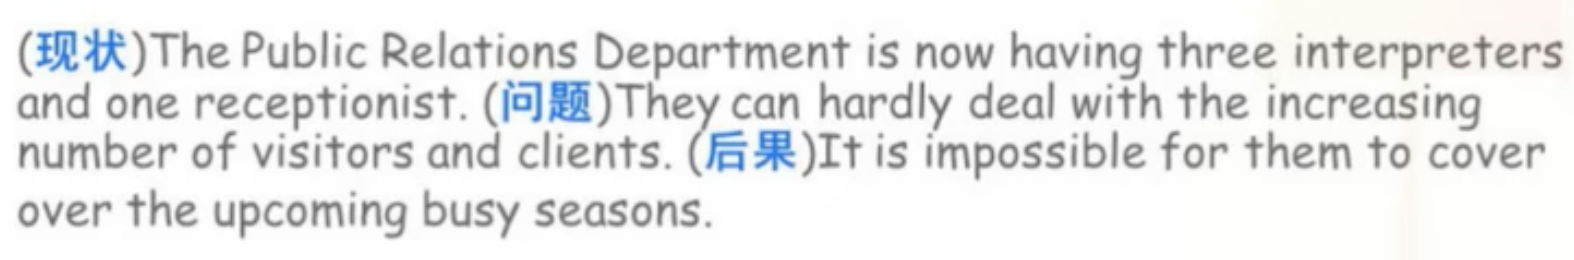 (现状)The Public Relations Department is now having three interpreters
and one receptionist. (问题)They can hardly deal with the increasing
number of visitors and clients. (后果)It is impossible for them to cover
over the upcoming busy seasons.